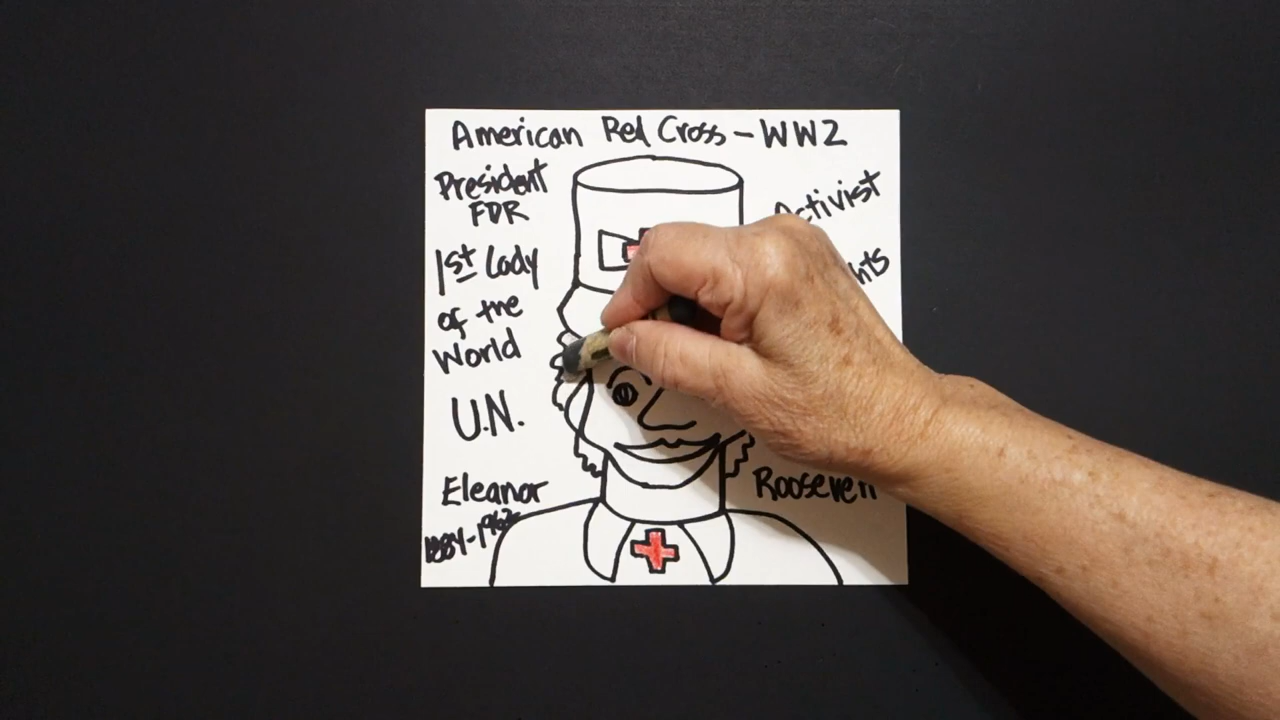 American Red Cross - WW2
President
FDR
Activist
1st Lady
of the
World
U.N.
Eleanor
Roosevelt
1884-1962